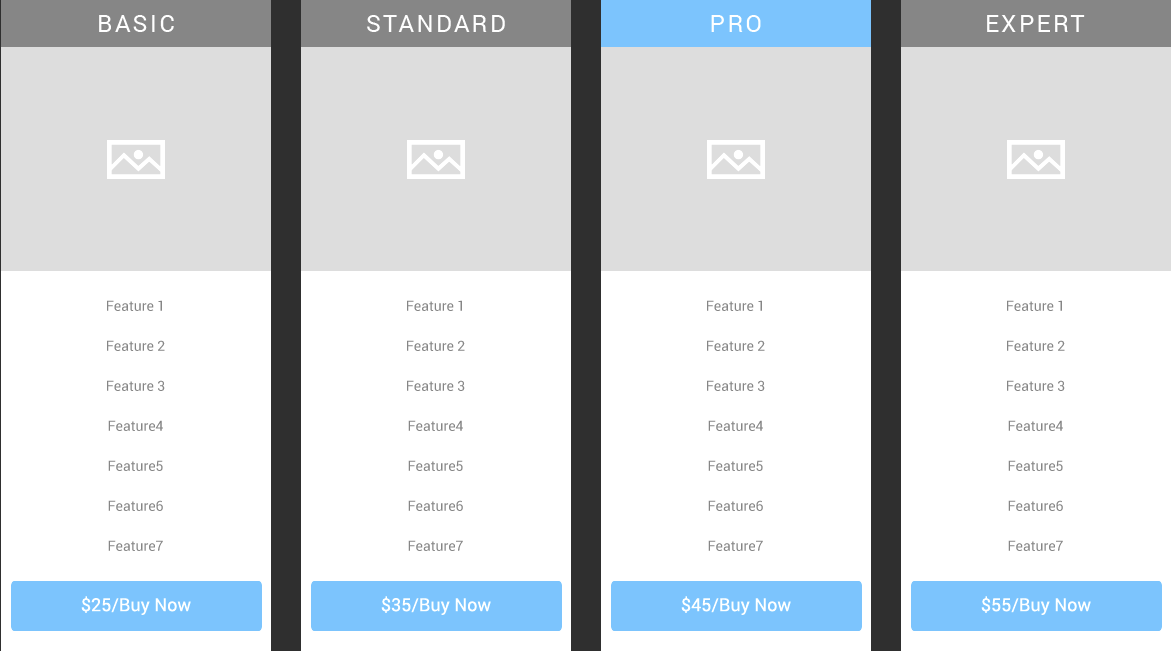 BASIC
Feature 1
Feature 2
Feature 3
Feature4
Feature5
Feature6
Feature7
$25/Buy Now
STANDARD
Feature 1
Feature 2
Feature 3
Feature4
Feature5
Feature6
Feature7
$35/Buy Now
PRO
Feature 1
Feature 2
Feature 3
Feature4
Feature5
Feature6
Feature7
$45/Buy Now
EXPERT
Feature 1
Feature 2
Feature 3
Feature4
Feature5
Feature6
Feature7
$55/Buy Now